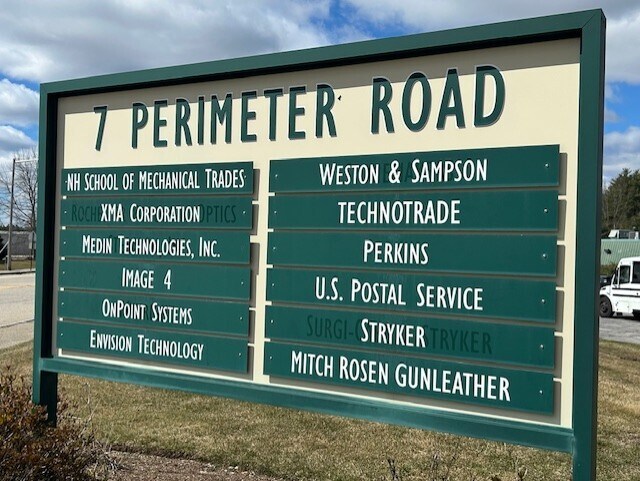 7 PERIMETER ROAD
NH SCHOOL OF MECHANICAL TRADES
XMA CORPORATION
MEDIN TECHNOLOGIES, INC.
IMAGE 4
ONPOINT SYSTEMS
ENVISION TECHNOLOGY
WESTON & SAMPSON
TECHNOTRADE
PERKINS
U.S. POSTAL SERVICE
STRYKER
MITCH ROSEN GUNLEATHER